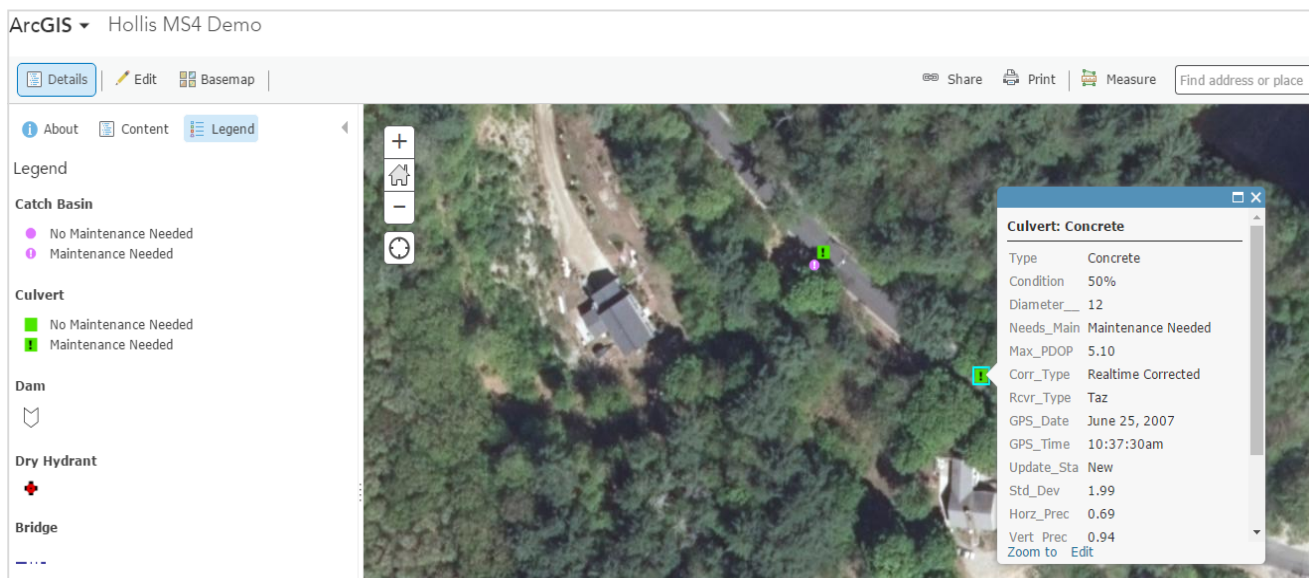 ArcGIS Hollis MS4 Demo
Details Edit Basemap Share Print Measure Find address or place
About Content Legend
Legend
Catch Basin
No Maintenance Needed
! Maintenance Needed
Culvert
No Maintenance Needed
! Maintenance Needed
Dam
Dry Hydrant
Bridge
+
−
!
!
!
Culvert: Concrete
Type Concrete
Condition 50%
Diameter__ 12
Needs_Main Maintenance Needed
Max_PDOP 5.10
Corr_Type Realtime Corrected
Rcvr_Type Taz
GPS_Date June 25, 2007
GPS_Time 10:37:30am
Update_Sta New
Std_Dev 1.99
Horz_Prec 0.69
Vert_Prec 0.94
Zoom to Edit